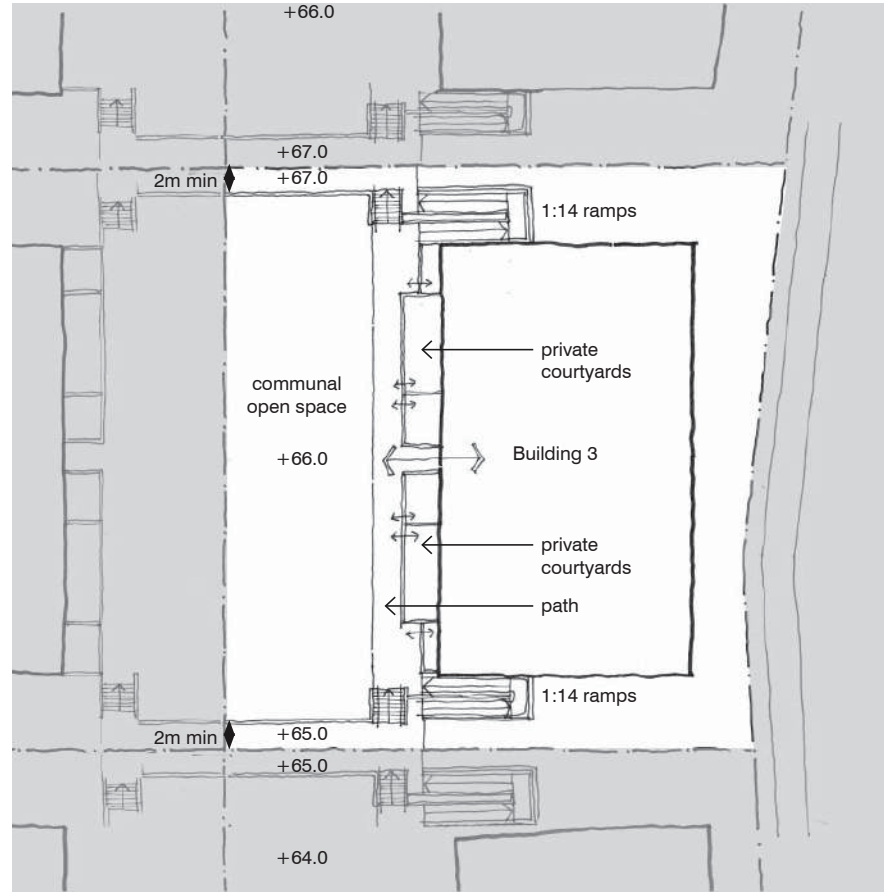 +66.0
+67.0
2m min
+67.0
1:14 ramps
private
courtyards
communal
open space
+66.0
Building 3
private
courtyards
path
1:14 ramps
2m min
+65.0
+65.0
+64.0